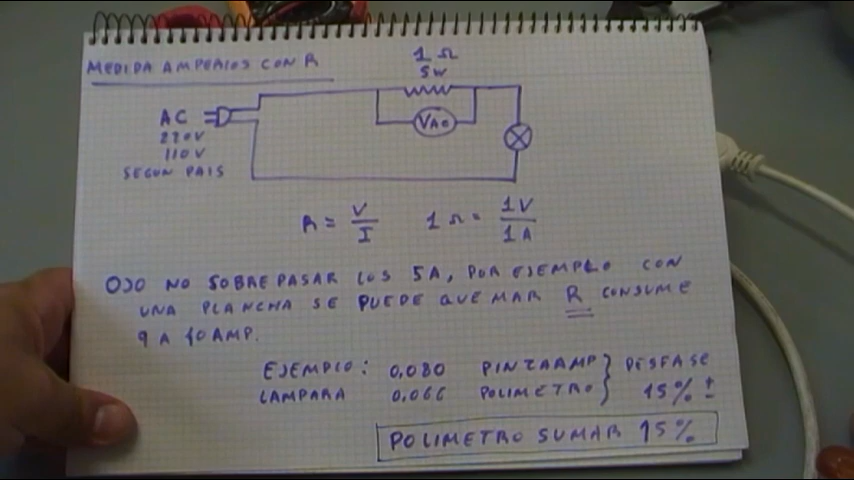 MEDIDA AMPERIOS CON R
1 Ω
5W
AC
220V
110V
SEGUN PAIS
VAC
R = V/I 1 Ω = 1V/1A
OJO NO SOBREPASAR LOS 5A, POR EJEMPLO CON
UNA PLANCHA SE PUEDE QUEMAR R CONSUME
9 A 10 AMP.
EJEMPLO: 0,080 PINZA AMP } DESFASE
LAMPARA 0,066 POLIMETRO } 15% ±
POLIMETRO SUMAR 15%